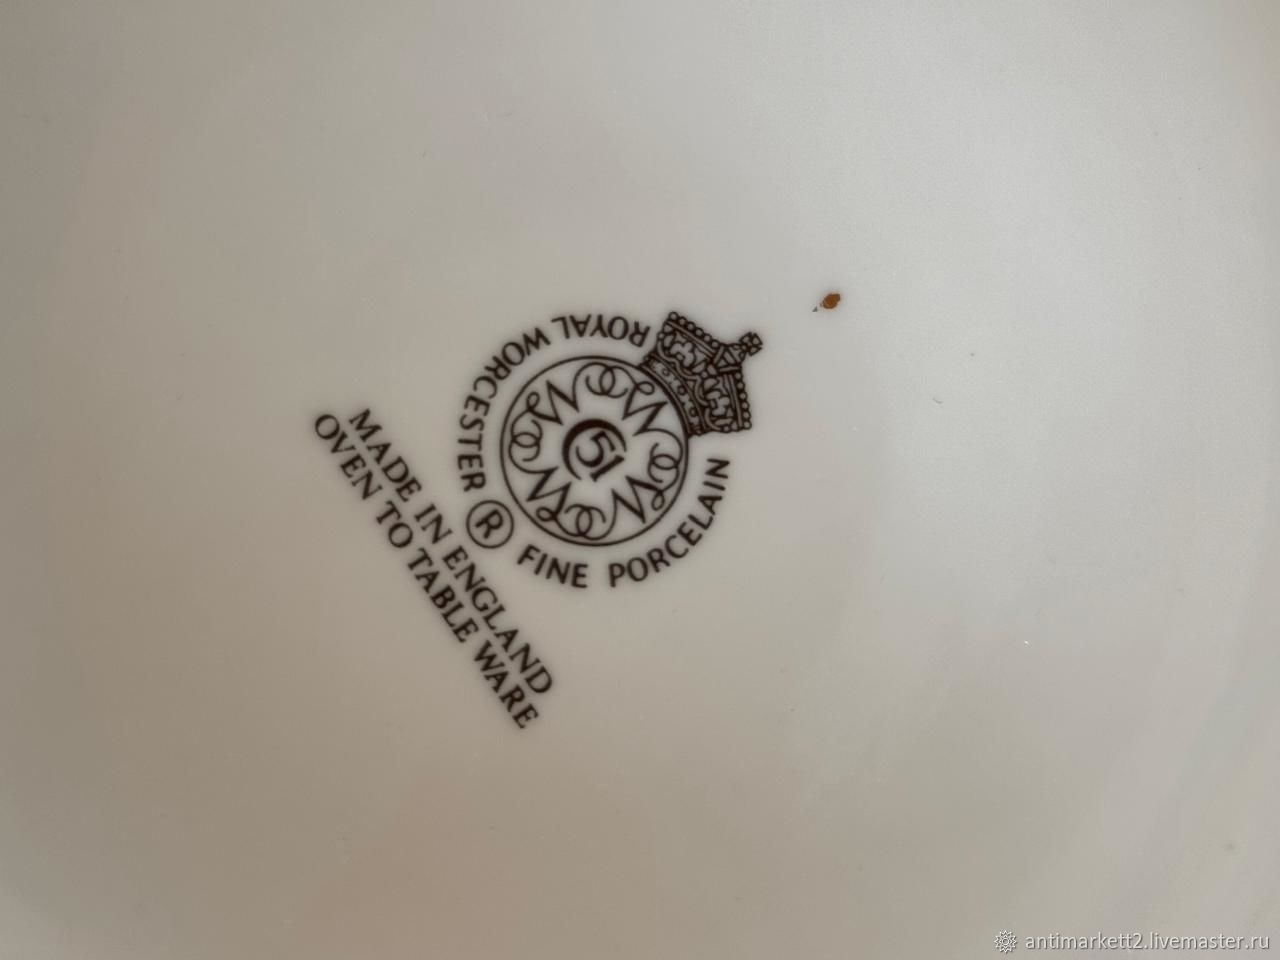 ROYAL WORCESTER ® FINE PORCELAIN
51
MADE IN ENGLAND
OVEN TO TABLE WARE
antimarkett2.livemaster.ru